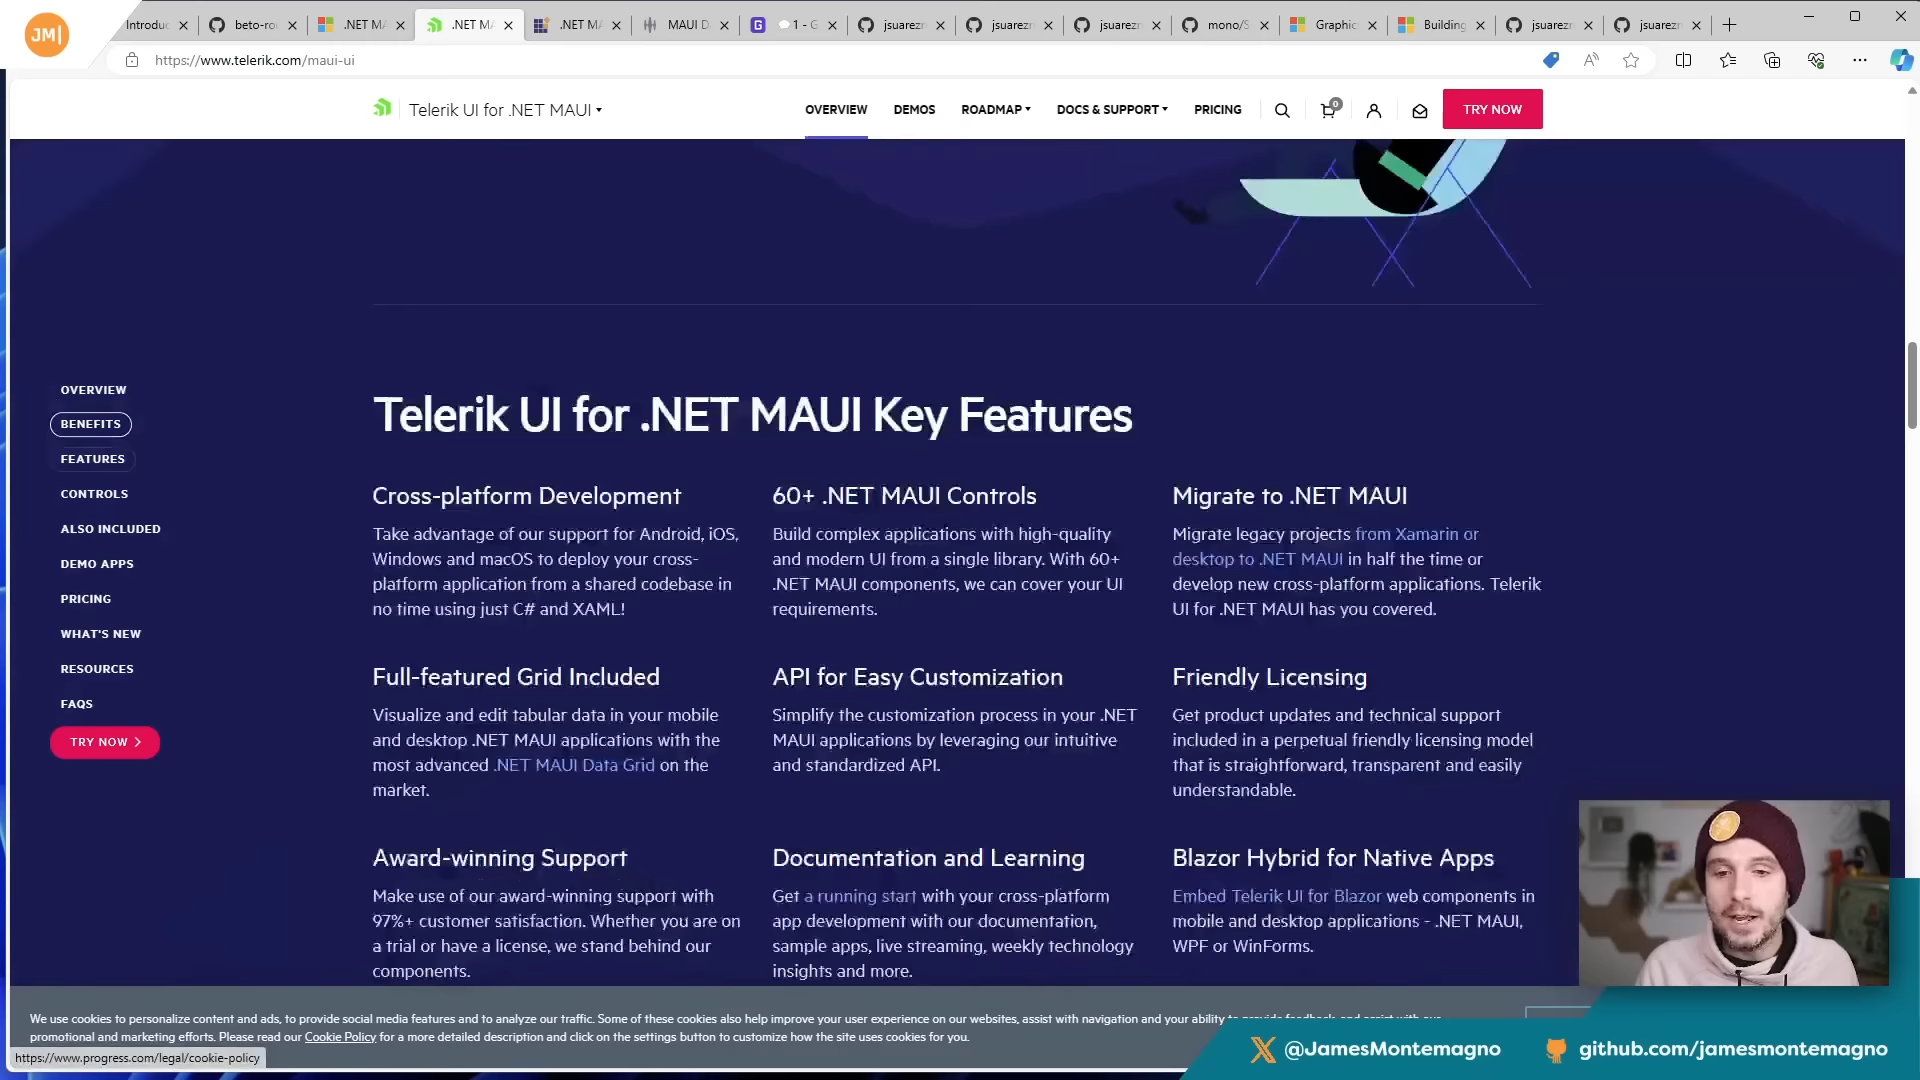 JM|
Introduc
beto-ro
.NET MA
.NET MA
.NET MA
MAUI D
1 - G
jsuarezr
jsuarezr
jsuarezr
mono/S
Graphic
Building
jsuarezr
jsuarezr
https://www.telerik.com/maui-ui
Telerik UI for .NET MAUI
OVERVIEW
DEMOS
ROADMAP
DOCS & SUPPORT
PRICING
0
TRY NOW
OVERVIEW
BENEFITS
FEATURES
CONTROLS
ALSO INCLUDED
DEMO APPS
PRICING
WHAT'S NEW
RESOURCES
FAQS
TRY NOW
Telerik UI for .NET MAUI Key Features
Cross-platform Development
Take advantage of our support for Android, iOS,
Windows and macOS to deploy your cross-
platform application from a shared codebase in
no time using just C# and XAML!
60+ .NET MAUI Controls
Build complex applications with high-quality
and modern UI from a single library. With 60+
.NET MAUI components, we can cover your UI
requirements.
Migrate to .NET MAUI
Migrate legacy projects from Xamarin or
desktop to .NET MAUI in half the time or
develop new cross-platform applications. Telerik
UI for .NET MAUI has you covered.
Full-featured Grid Included
Visualize and edit tabular data in your mobile
and desktop .NET MAUI applications with the
most advanced .NET MAUI Data Grid on the
market.
API for Easy Customization
Simplify the customization process in your .NET
MAUI applications by leveraging our intuitive
and standardized API.
Friendly Licensing
Get product updates and technical support
included in a perpetual friendly licensing model
that is straightforward, transparent and easily
understandable.
Award-winning Support
Make use of our award-winning support with
97%+ customer satisfaction. Whether you are on
a trial or have a license, we stand behind our
components.
Documentation and Learning
Get a running start with your cross-platform
app development with our documentation,
sample apps, live streaming, weekly technology
insights and more.
Blazor Hybrid for Native Apps
Embed Telerik UI for Blazor web components in
mobile and desktop applications - .NET MAUI,
WPF or WinForms.
We use cookies to personalize content and ads, to provide social media features and to analyze our traffic. Some of these cookies also help improve your user experience on our websites, assist with navigation and your ability to
promotional and marketing efforts. Please read our Cookie Policy for a more detailed description and click on the settings button to customize how the site uses cookies for you.
https://www.progress.com/legal/cookie-policy
@JamesMontemagno
github.com/jamesmontemagno